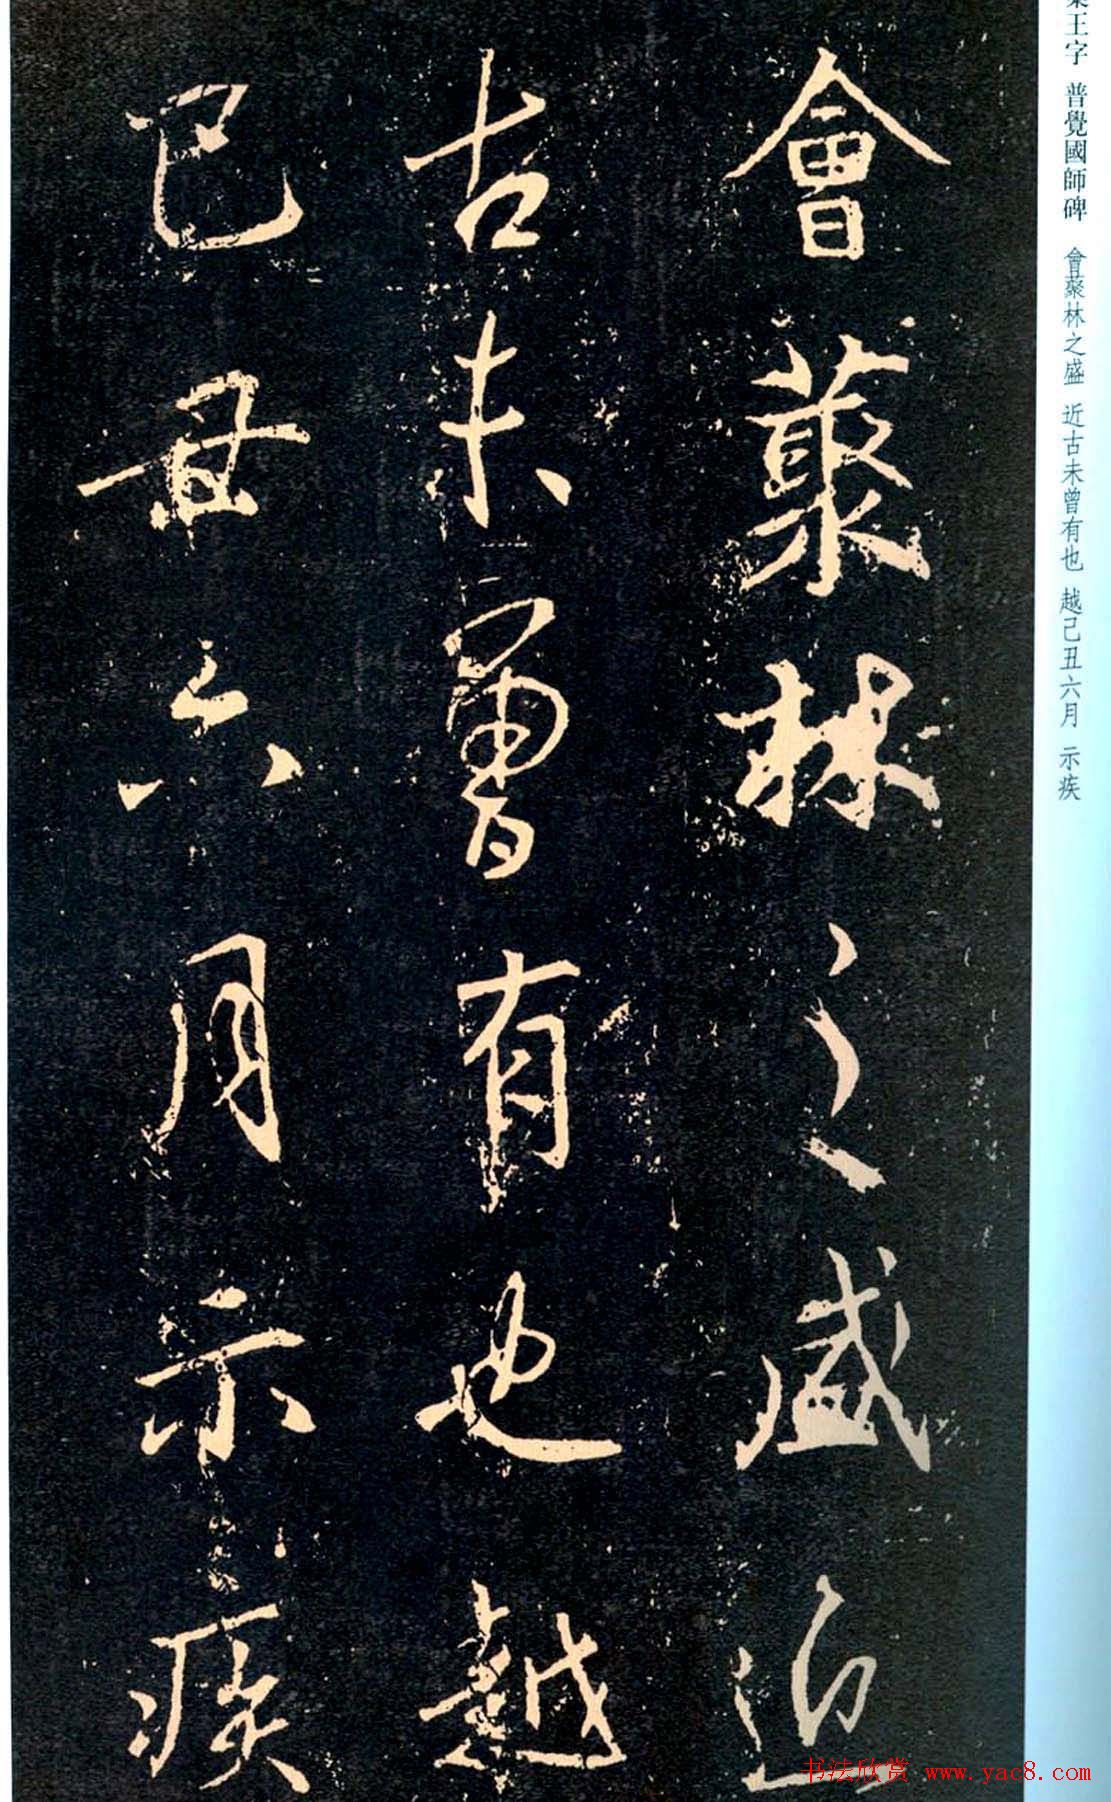 王字 普覺國師碑 會藂林之盛 近古未曾有也 越己丑六月 示疾
會藂林之盛近
古未曾有也越
己丑六月示疾
书法欣赏 www.yac8.com